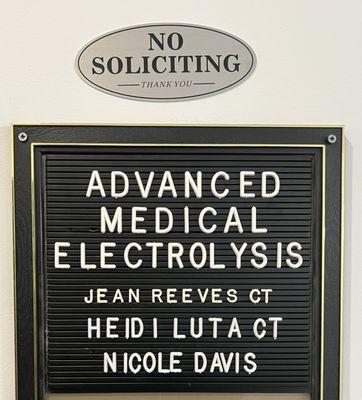 NO
SOLICITING
THANK YOU
ADVANCED
MEDICAL
ELECTROLYSIS
JEAN REEVES CT
HEIDI LUTA CT
NICOLE DAVIS